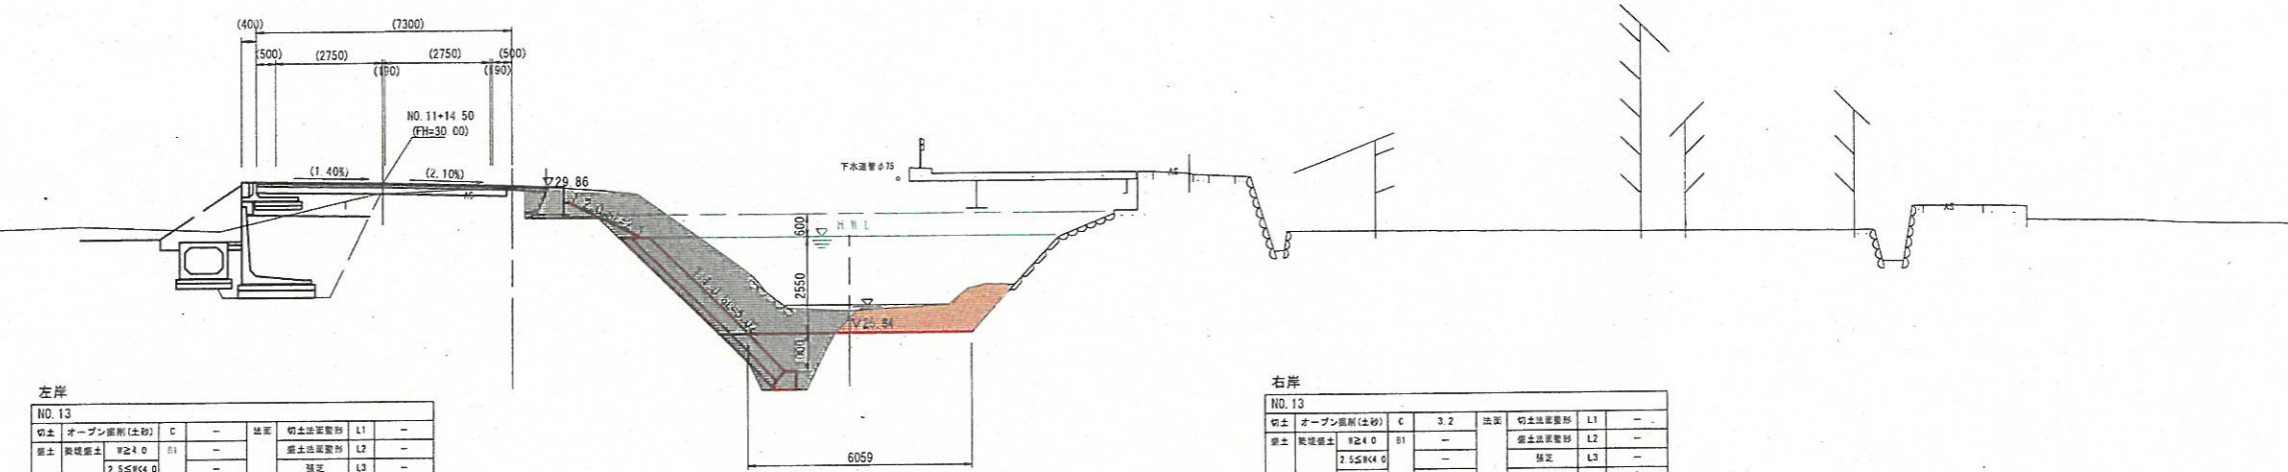 (400)
(7300)
(500)
(2750)
(2750)
(500)
(190)
(190)
NO.11+14 50
(FH=30.00)
(1.40%)
(2.10%)
AS
29 86
下水道管φ75
AS
AS
H W L
600
2550
1000
25.84
6059
左岸
NO.13
切土 オープン掘削(土砂) C － 法面 切土法面整形 L1 －
盛土 築堤盛土 W≧4.0 B1 － 盛土法面整形 L2 －
2.5≦W<4.0 － 張芝 L3 －
右岸
NO.13
切土 オープン掘削(土砂) C 3.2 法面 切土法面整形 L1 －
盛土 築堤盛土 W≧4.0 B1 － 盛土法面整形 L2 －
2.5≦W<4.0 － 張芝 L3 －